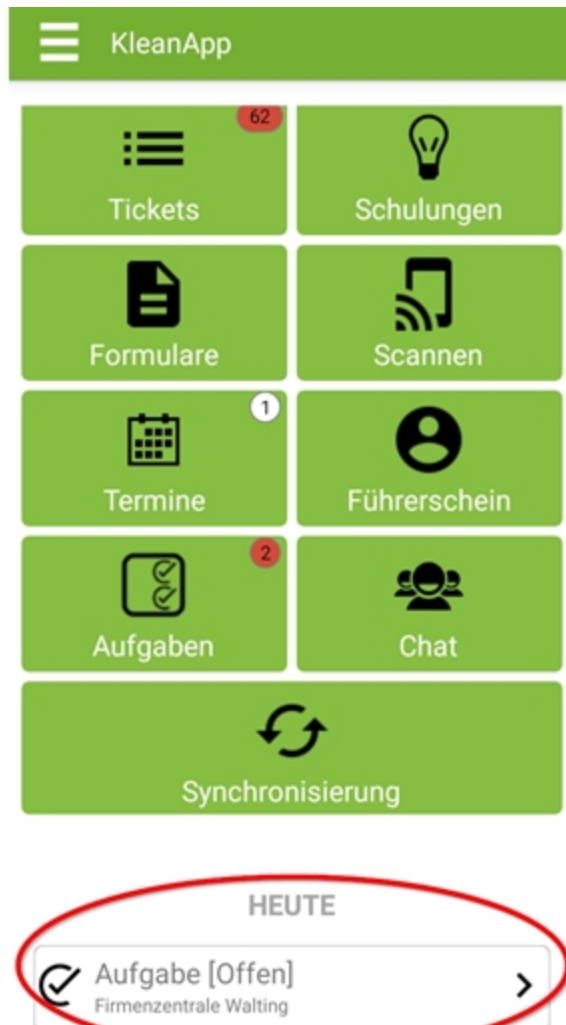 KleanApp
62
Tickets
Schulungen
Formulare
Scannen
1
Termine
Führerschein
2
Aufgaben
Chat
Synchronisierung
HEUTE
Aufgabe [Offen]
Firmenzentrale Walting